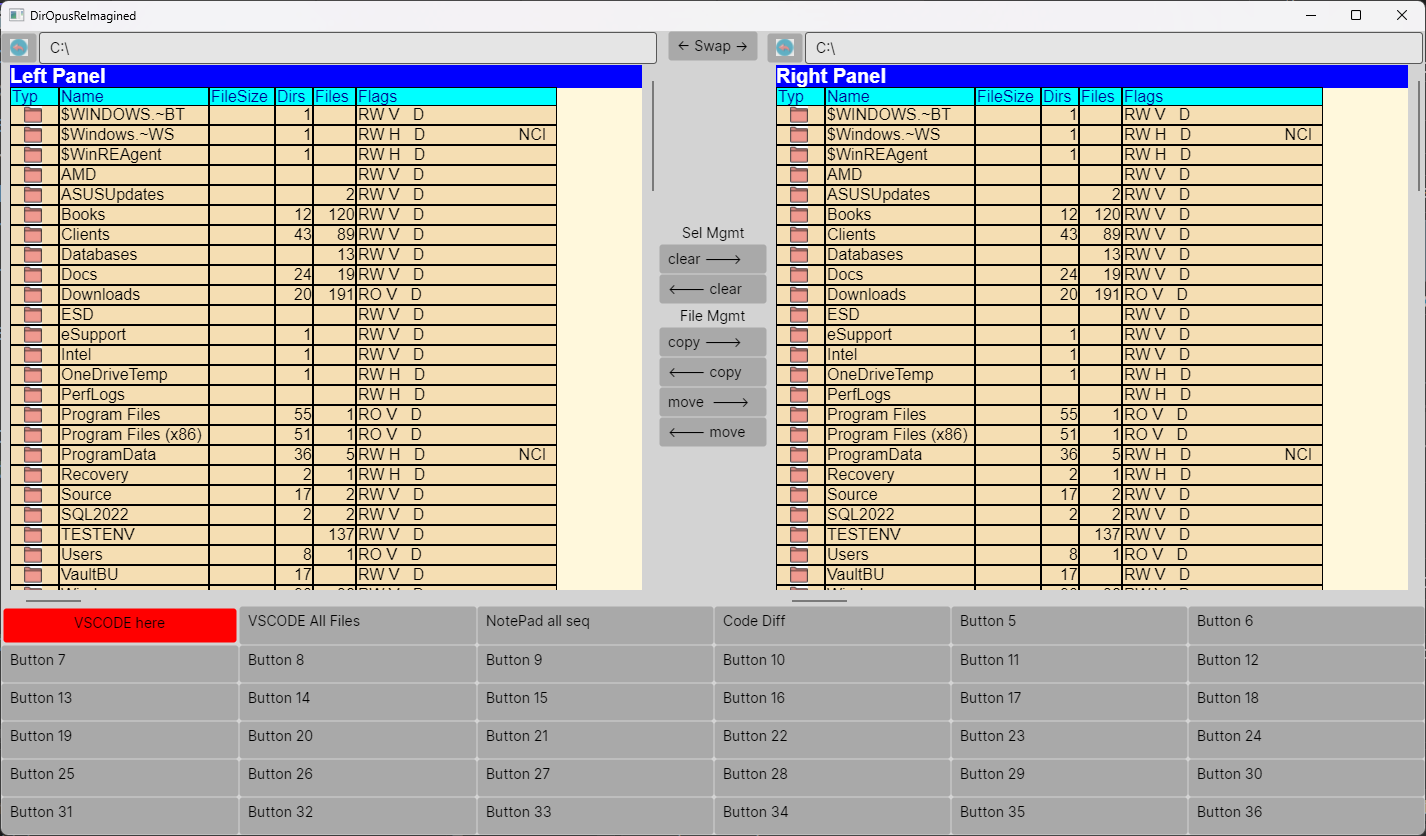 DirOpusReImagined
C:\ ← Swap → C:\
Left Panel Right Panel
Typ Name FileSize Dirs Files Flags Typ Name FileSize Dirs Files Flags
$WINDOWS.~BT 1 RW V D $WINDOWS.~BT 1 RW V D
$Windows.~WS 1 RW H D NCI $Windows.~WS 1 RW H D NCI
$WinREAgent 1 RW H D $WinREAgent 1 RW H D
AMD RW V D AMD RW V D
ASUSUpdates 2 RW V D ASUSUpdates 2 RW V D
Books 12 120 RW V D Books 12 120 RW V D
Sel Mgmt
Clients 43 89 RW V D Clients 43 89 RW V D
Databases 13 RW V D clear ⟶ Databases 13 RW V D
Docs 24 19 RW V D Docs 24 19 RW V D
Downloads 20 191 RO V D ⟵ clear Downloads 20 191 RO V D
ESD RW V D File Mgmt ESD RW V D
eSupport 1 RW V D copy ⟶ eSupport 1 RW V D
Intel 1 RW V D Intel 1 RW V D
OneDriveTemp 1 RW H D ⟵ copy OneDriveTemp 1 RW H D
PerfLogs RW H D move ⟶ PerfLogs RW H D
Program Files 55 1 RO V D Program Files 55 1 RO V D
Program Files (x86) 51 1 RO V D ⟵ move Program Files (x86) 51 1 RO V D
ProgramData 36 5 RW H D NCI ProgramData 36 5 RW H D NCI
Recovery 2 1 RW H D Recovery 2 1 RW H D
Source 17 2 RW V D Source 17 2 RW V D
SQL2022 2 2 RW V D SQL2022 2 2 RW V D
TESTENV 137 RW V D TESTENV 137 RW V D
Users 8 1 RO V D Users 8 1 RO V D
VaultBU 17 RW V D VaultBU 17 RW V D
VSCODE here VSCODE All Files NotePad all seq Code Diff Button 5 Button 6
Button 7 Button 8 Button 9 Button 10 Button 11 Button 12
Button 13 Button 14 Button 15 Button 16 Button 17 Button 18
Button 19 Button 20 Button 21 Button 22 Button 23 Button 24
Button 25 Button 26 Button 27 Button 28 Button 29 Button 30
Button 31 Button 32 Button 33 Button 34 Button 35 Button 36